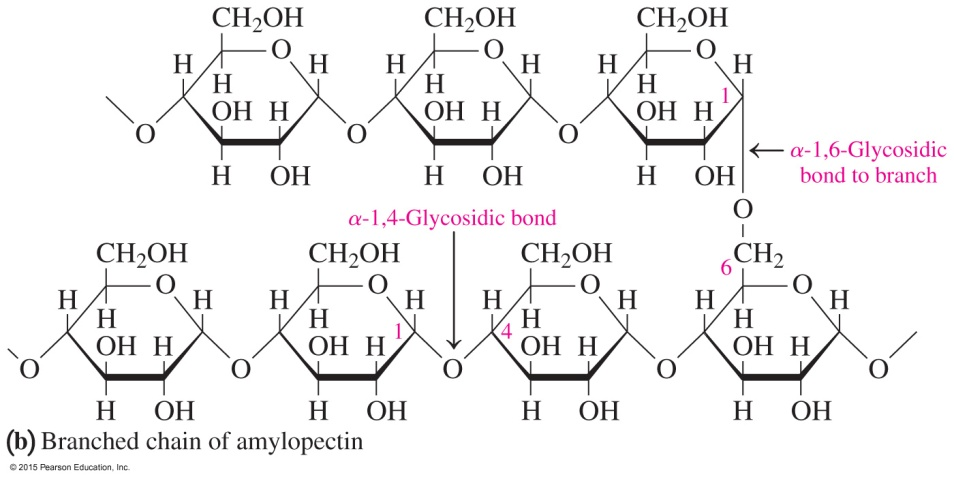 CH₂OH CH₂OH CH₂OH
O O O
H H H H H H
H H H 1
OH H OH H OH H
O O O
α-1,6-Glycosidic
bond to branch
H OH H OH H OH
O
α-1,4-Glycosidic bond
CH₂OH CH₂OH CH₂OH 6 CH₂
O O O O
H H H H H H H H
H H 1 4 H H
OH H OH H OH H OH H
O O O O O
H OH H OH H OH H OH
(b) Branched chain of amylopectin
© 2015 Pearson Education, Inc.